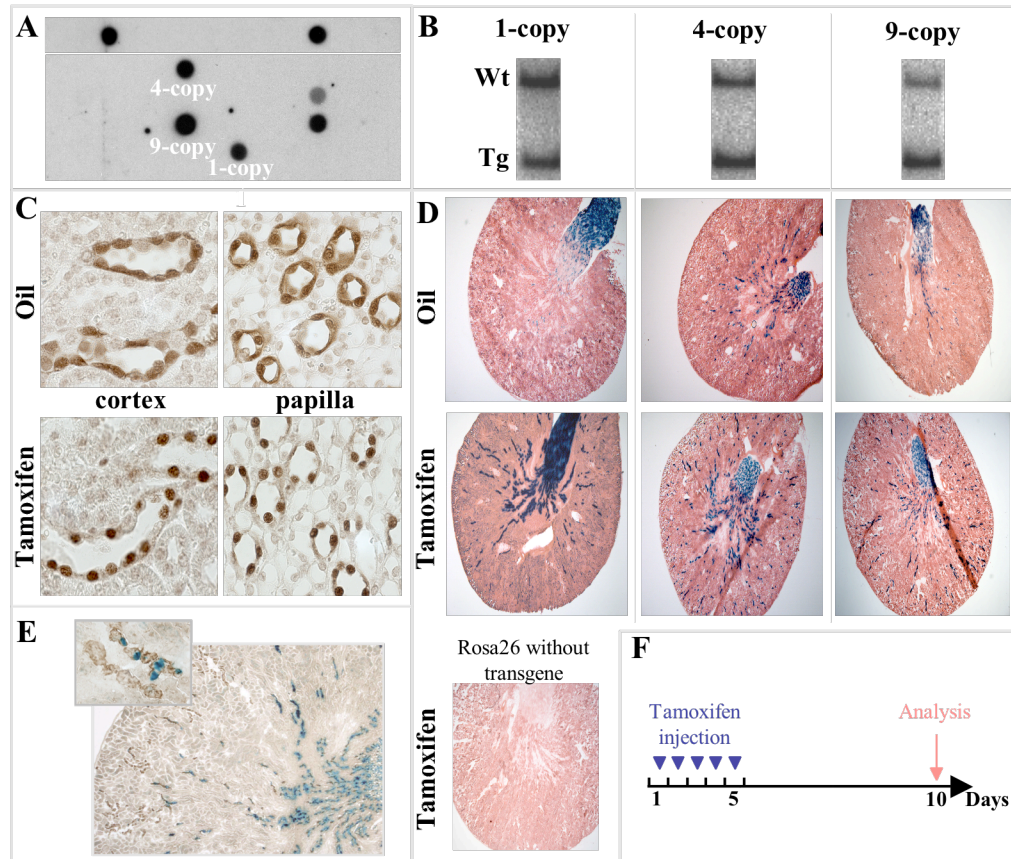 A
4-copy
9-copy
1-copy
B
1-copy
4-copy
9-copy
Wt
Tg
C
Oil
cortex
papilla
Tamoxifen
D
Oil
Tamoxifen
E
Rosa26 without
transgene
Tamoxifen
F
Tamoxifen
injection
Analysis
1
5
10
Days